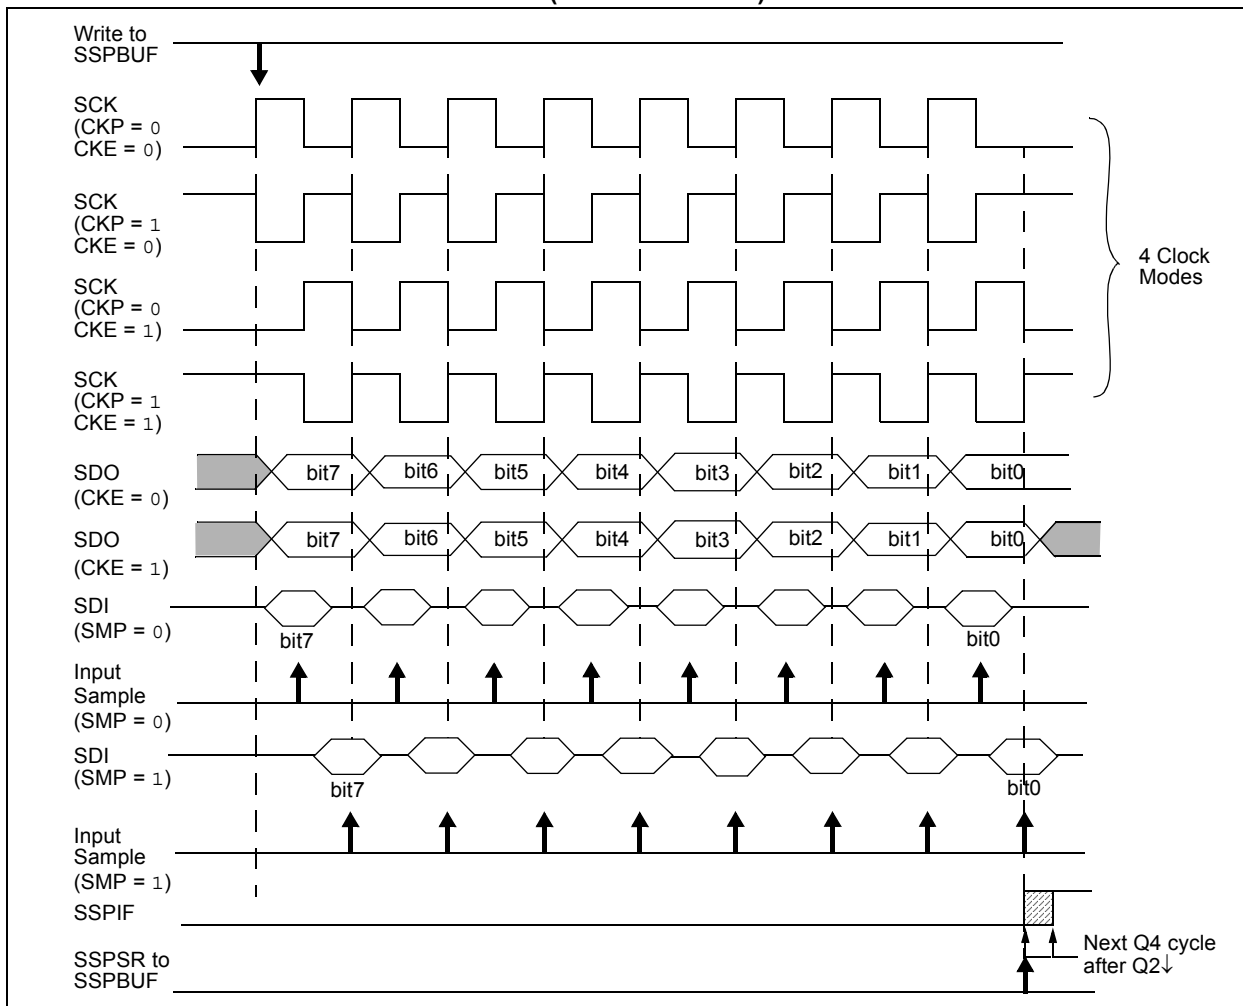 Write to
SSPBUF
SCK
(CKP = 0
CKE = 0)
SCK
(CKP = 1
CKE = 0)
4 Clock
Modes
SCK
(CKP = 0
CKE = 1)
SCK
(CKP = 1
CKE = 1)
SDO
(CKE = 0)
bit7 bit6 bit5 bit4 bit3 bit2 bit1 bit0
SDO
(CKE = 1)
bit7 bit6 bit5 bit4 bit3 bit2 bit1 bit0
SDI
(SMP = 0)
bit7 bit0
Input
Sample
(SMP = 0)
SDI
(SMP = 1)
bit7 bit0
Input
Sample
(SMP = 1)
SSPIF
Next Q4 cycle
after Q2↓
SSPSR to
SSPBUF